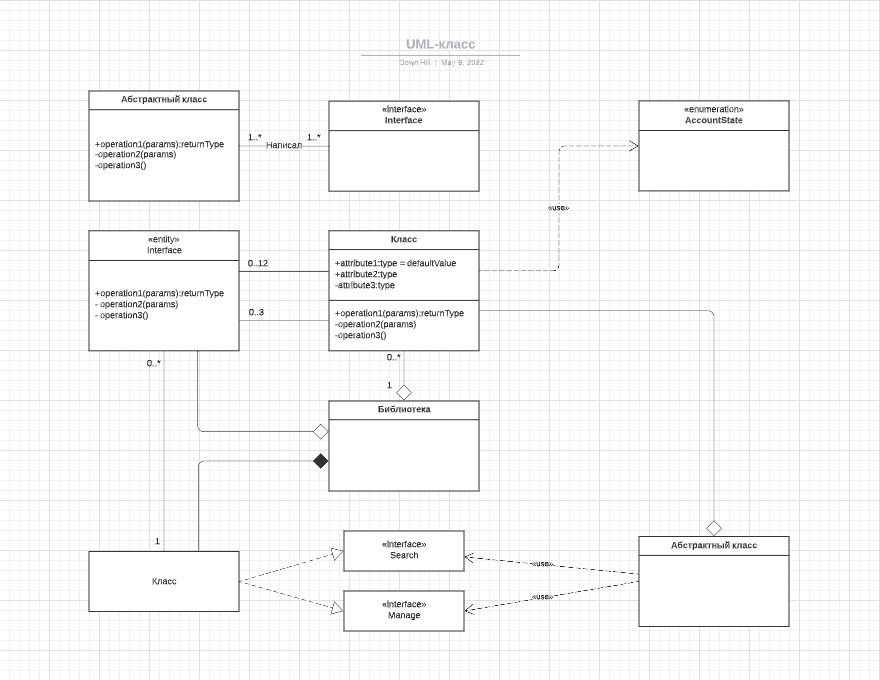 UML-класс
Down Hill | May 6, 2022
Абстрактный класс
+operation1(params):returnType
-operation2(params)
-operation3()
1..*
Написал
1..*
«interface»
Interface
«enumeration»
AccountState
«use»
«entity»
Interface
+operation1(params):returnType
- operation2(params)
- operation3()
0..12
0..3
Класс
+attribute1:type = defaultValue
+attribute2:type
-attribute3:type
+operation1(params):returnType
-operation2(params)
-operation3()
0..*
0..*
1
Библиотека
1
Класс
«interface»
Search
«interface»
Manage
«use»
«use»
Абстрактный класс